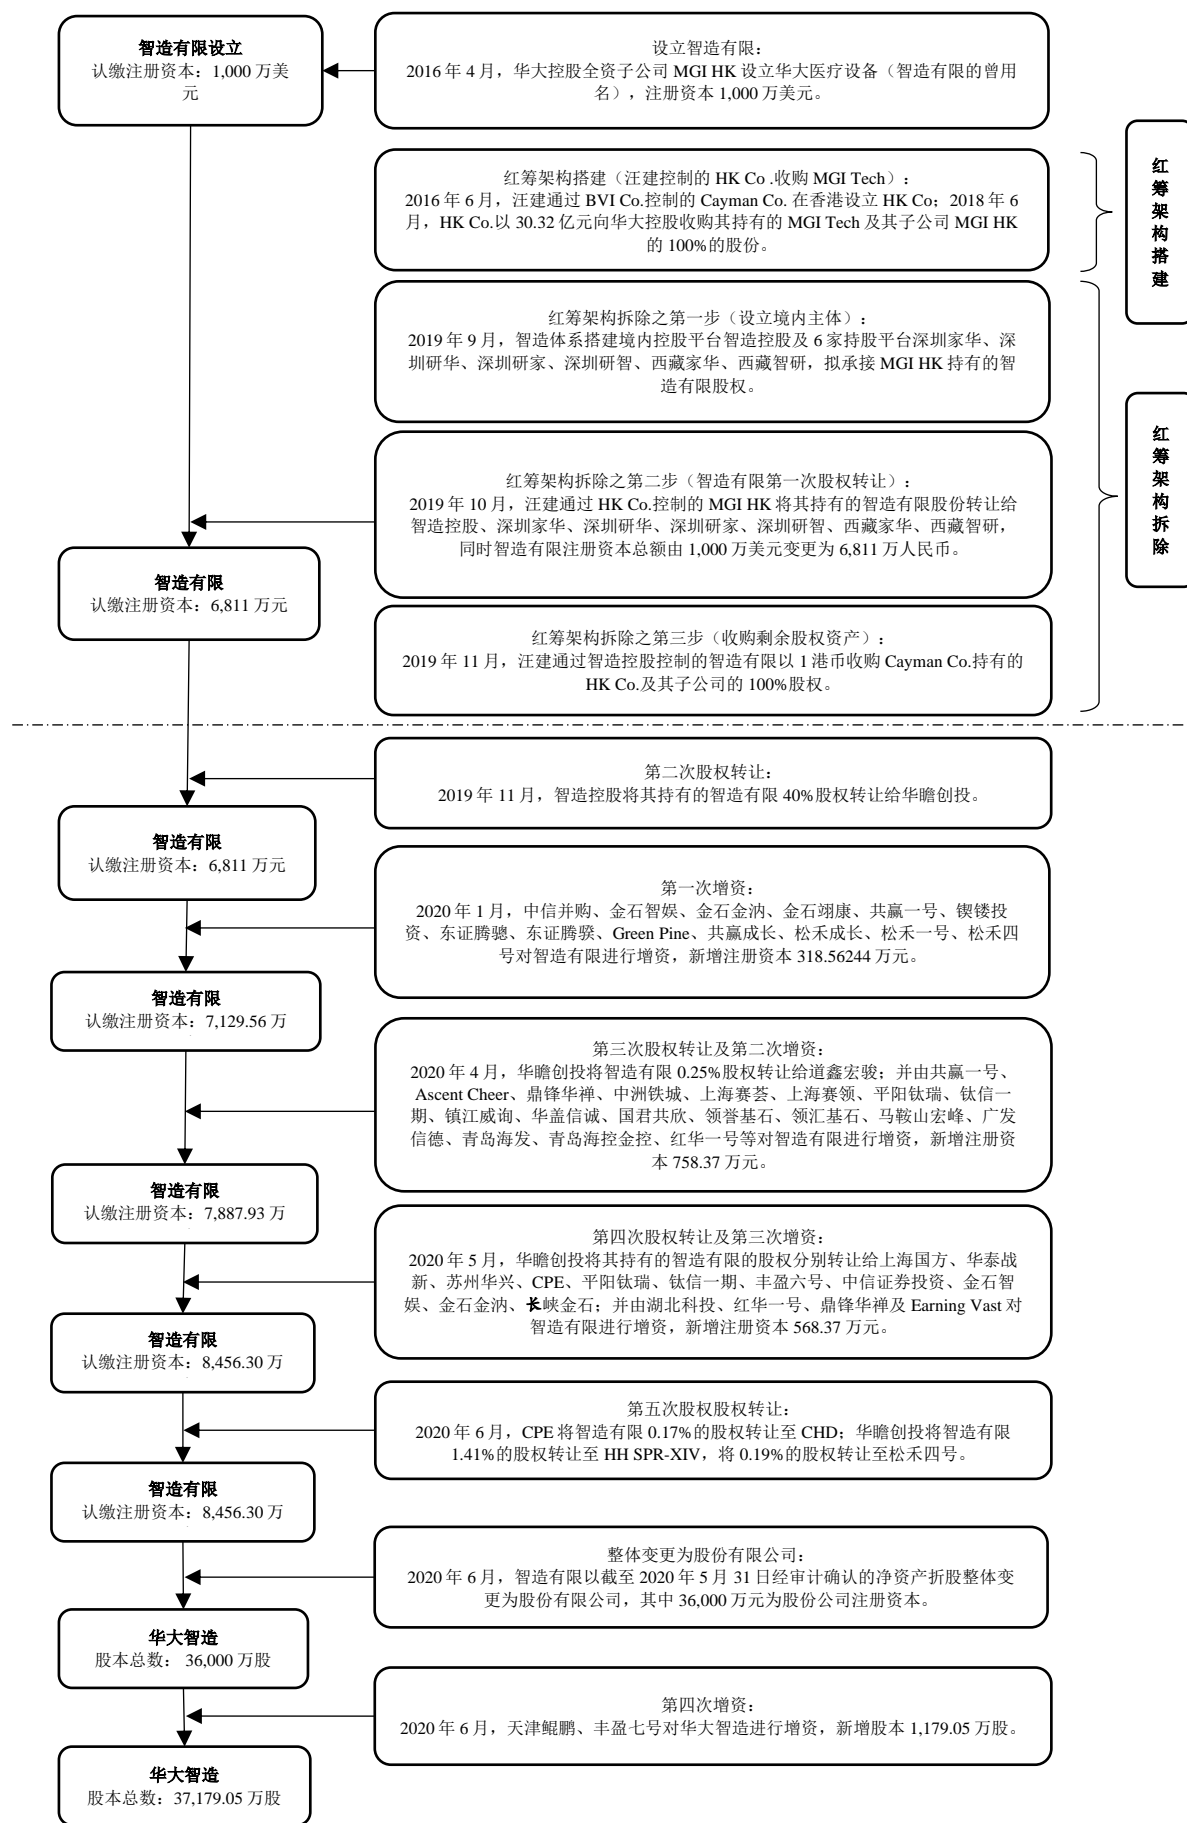 智造有限设立
认缴注册资本：1,000 万美
元
设立智造有限：
2016 年 4 月，华大控股全资子公司 MGI HK 设立华大医疗设备（智造有限的曾用
名），注册资本 1,000 万美元。
红筹架构搭建（汪建控制的 HK Co .收购 MGI Tech）：
2016 年 6 月，汪建通过 BVI Co.控制的 Cayman Co. 在香港设立 HK Co；2018 年 6
月，HK Co.以 30.32 亿元向华大控股收购其持有的 MGI Tech 及其子公司 MGI HK
的 100%的股份。
红
筹
架
构
搭
建
红筹架构拆除之第一步（设立境内主体）：
2019 年 9 月，智造体系搭建境内控股平台智造控股及 6 家持股平台深圳家华、深
圳研华、深圳研家、深圳研智、西藏家华、西藏智研，拟承接 MGI HK 持有的智
造有限股权。
红
筹
架
构
拆
除
红筹架构拆除之第二步（智造有限第一次股权转让）：
2019 年 10 月，汪建通过 HK Co.控制的 MGI HK 将其持有的智造有限股份转让给
智造控股、深圳家华、深圳研华、深圳研家、深圳研智、西藏家华、西藏智研，
同时智造有限注册资本总额由 1,000 万美元变更为 6,811 万人民币。
智造有限
认缴注册资本：6,811 万元
红筹架构拆除之第三步（收购剩余股权资产）：
2019 年 11 月，汪建通过智造控股控制的智造有限以 1 港币收购 Cayman Co.持有的
HK Co.及其子公司的 100%股权。
第二次股权转让：
2019 年 11 月，智造控股将其持有的智造有限 40%股权转让给华瞻创投。
智造有限
认缴注册资本：6,811 万元
第一次增资：
2020 年 1 月，中信并购、金石智娱、金石金汭、金石翊康、共赢一号、锲镂投
资、东证腾骢、东证腾骙、Green Pine、共赢成长、松禾成长、松禾一号、松禾四
号对智造有限进行增资，新增注册资本 318.56244 万元。
智造有限
认缴注册资本：7,129.56 万
第三次股权转让及第二次增资：
2020 年 4 月，华瞻创投将智造有限 0.25%股权转让给道鑫宏骏；并由共赢一号、
Ascent Cheer、鼎锋华禅、中洲铁城、上海赛荟、上海赛领、平阳钛瑞、钛信一
期、镇江威询、华盖信诚、国君共欣、领誉基石、领汇基石、马鞍山宏峰、广发
信德、青岛海发、青岛海控金控、红华一号等对智造有限进行增资，新增注册资
本 758.37 万元。
智造有限
认缴注册资本：7,887.93 万
第四次股权转让及第三次增资：
2020 年 5 月，华瞻创投将其持有的智造有限的股权分别转让给上海国方、华泰战
新、苏州华兴、CPE、平阳钛瑞、钛信一期、丰盈六号、中信证券投资、金石智
娱、金石金汭、长峡金石；并由湖北科投、红华一号、鼎锋华禅及 Earning Vast 对
智造有限进行增资，新增注册资本 568.37 万元。
智造有限
认缴注册资本：8,456.30 万
第五次股权股权转让：
2020 年 6 月，CPE 将智造有限 0.17%的股权转让至 CHD；华瞻创投将智造有限
1.41%的股权转让至 HH SPR-XIV，将 0.19%的股权转让至松禾四号。
智造有限
认缴注册资本：8,456.30 万
整体变更为股份有限公司：
2020 年 6 月，智造有限以截至 2020 年 5 月 31 日经审计确认的净资产折股整体变
更为股份有限公司，其中 36,000 万元为股份公司注册资本。
华大智造
股本总数： 36,000 万股
第四次增资：
2020 年 6 月，天津鲲鹏、丰盈七号对华大智造进行增资，新增股本 1,179.05 万股。
华大智造
股本总数：37,179.05 万股